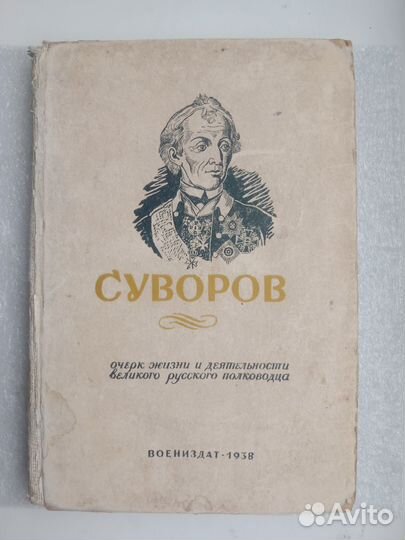 СУВОРОВ
очерк жизни и деятельности
великого русского полководца
ВОЕНИЗДАТ·1938
Avito